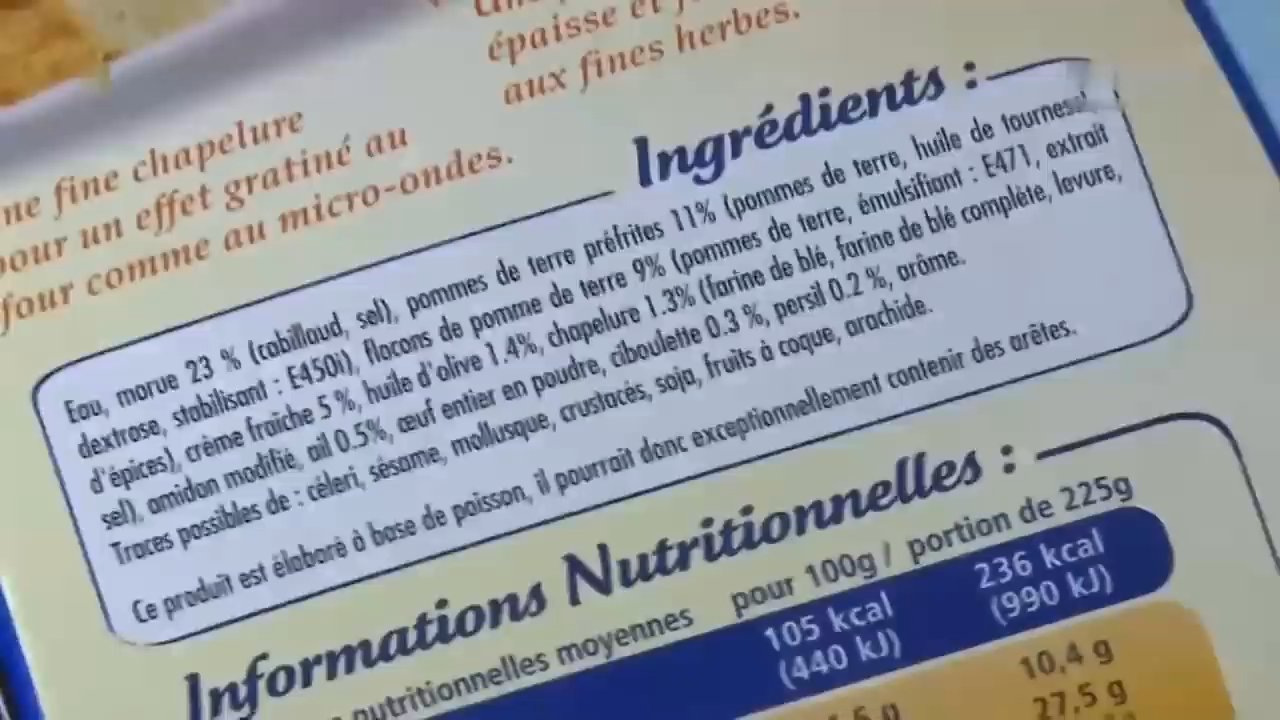 épaisse et
aux fines herbes.
ne fine chapelure
pour un effet gratiné au
four comme au micro-ondes.
Ingrédients :
Eau, morue 23 % (cabillaud, sel), pommes de terre préfrites 11% (pommes de terre, huile de tournesol,
dextrose, stabilisant : E450i), flocons de pomme de terre 9% (pommes de terre, émulsifiant : E471, extrait
d'épices), crème fraîche 5 %, huile d'olive 1.4%, chapelure 1.3% (farine de blé, farine de blé complète, levure,
sel), amidon modifié, ail 0.5%, œuf entier en poudre, ciboulette 0.3 %, persil 0.2 %, arôme.
Traces possibles de : céleri, sésame, mollusque, crustacés, soja, fruits à coque, arachide.
Ce produit est élaboré à base de poisson, il pourrait donc exceptionnellement contenir des arêtes.
Informations Nutritionnelles :
nutritionnelles moyennes pour 100g / portion de 225g
105 kcal 236 kcal
(440 kJ) (990 kJ)
10,4 g
27,5 g